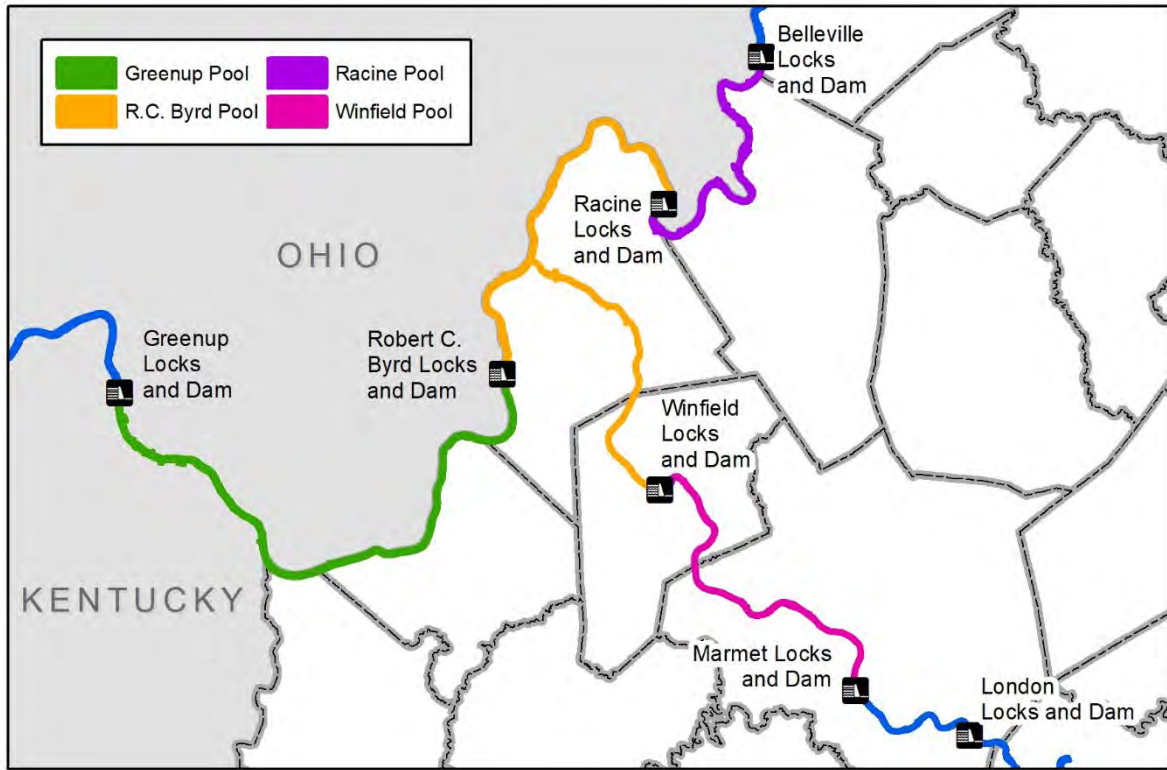 Greenup Pool
Racine Pool
R.C. Byrd Pool
Winfield Pool
Belleville
Locks
and Dam
Racine
Locks
and Dam
OHIO
Greenup
Locks
and Dam
Robert C.
Byrd Locks
and Dam
Winfield
Locks
and Dam
KENTUCKY
Marmet Locks
and Dam
London
Locks and Dam